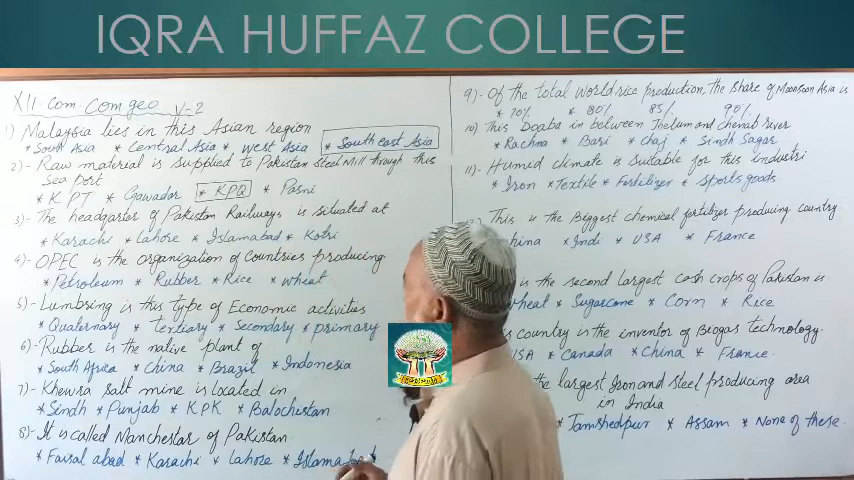 IQRA HUFFAZ COLLEGE
XII-com. Com.geo V-2
1)- Malaysia lies in this Asian region
*South Asia *Central Asia * west Asia * South east Asia
2)- Raw material is supplied to Pakistan Steel Mill through this
Sea port
* K PT * Gawador * KPQ * Pasni
3)- The headqarter of Pakistan Railways is situated at
* Karachi * Lahore * Islamabad * Kotri
4)- OPEC is the organization of Countries producing
*Petroleum * Rubber * Rice * wheat
5)- Lumbring is this type of Economic activities
*Quaternary * Tertiary * Secondary * primary
6)- Rubber is the native plant of
*South Africa * china * Brazil * Indonesia
7)- Khewra salt mine is located in
*Sindh *Punjab * KPK * Balochistan
8)- It is called Manchestar of Pakistan
* Faisal abad * Karachi * Lahore * Islama
9)- Of the total World rice production, The Share of Moonsoon Asia is
* 70% * 80% 85% 90%
10) This Doaba in between Jhelum and chenab river
* Rachna * Bari * chaj * Sindh Sagar
11)- Humed climate is Suitable for this industri
* Iron *Textile * Fertilizer * Sports goods
This is the Biggest chemical fertilizer producing country
hina *Indi * USA * France
is the second largest cash crops of Pakistan is
heat * Sugarcane * Corn * Rice
country is the inventor of Biogas Technology.
USA * Canada * China * France.
the largest Iron and steel producing area
in India
* Jamshedpur * Assam * None of these.